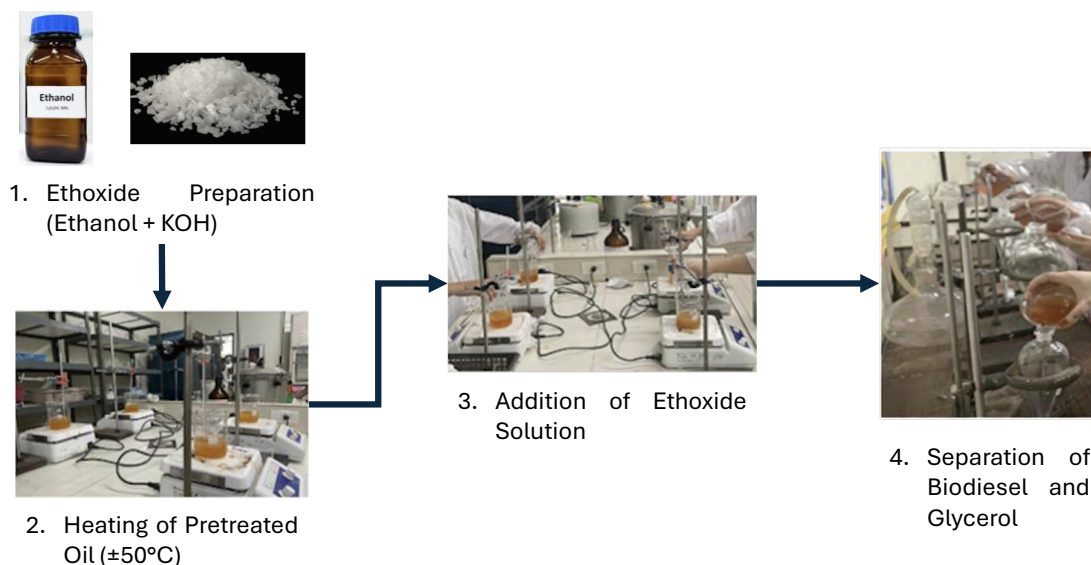 Ethanol
1. Ethoxide Preparation
(Ethanol + KOH)
2. Heating of Pretreated
Oil (±50°C)
3. Addition of Ethoxide
Solution
4. Separation of
Biodiesel and
Glycerol